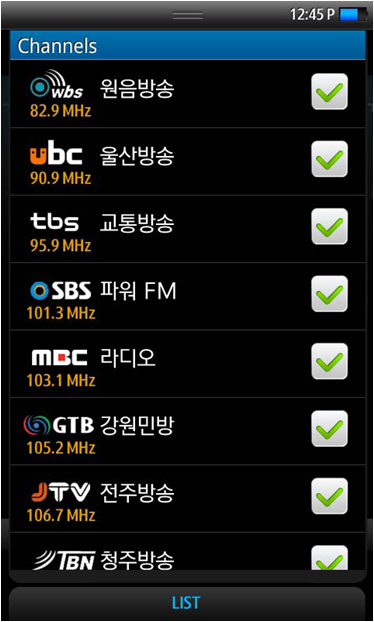 12:45 P
Channels
wbs 원음방송
82.9 MHz
ubc 울산방송
90.9 MHz
tbs 교통방송
95.9 MHz
SBS 파워 FM
101.3 MHz
MBC 라디오
103.1 MHz
GTB 강원민방
105.2 MHz
JTV 전주방송
106.7 MHz
TBN 청주방송
LIST